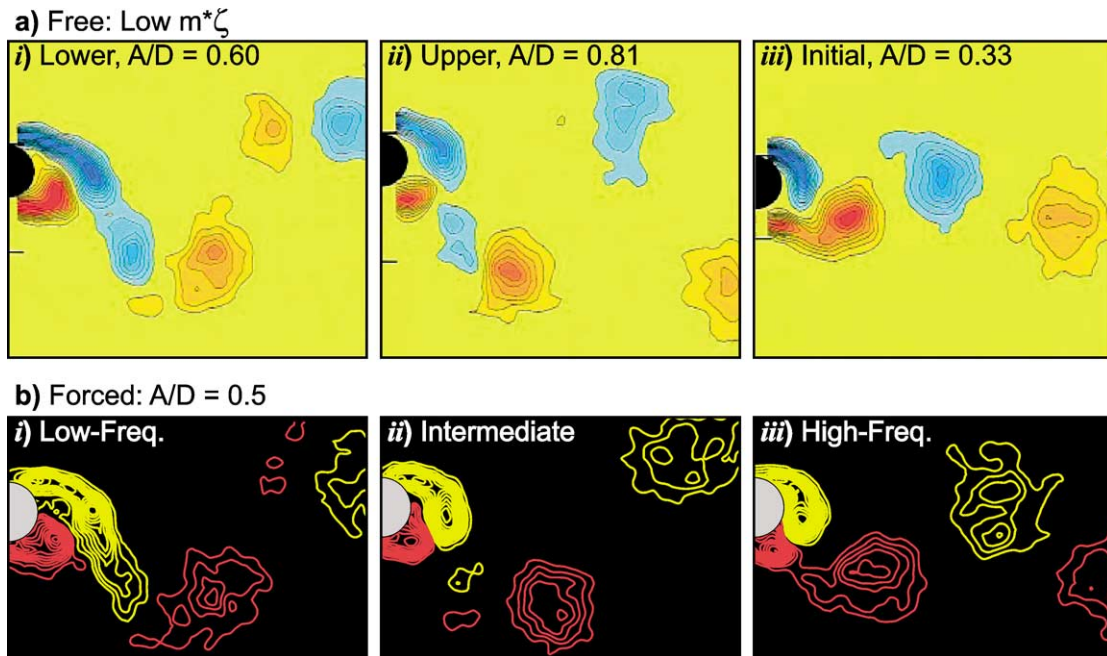 a) Free: Low m*ζ
i) Lower, A/D = 0.60
ii) Upper, A/D = 0.81
iii) Initial, A/D = 0.33
b) Forced: A/D = 0.5
i) Low-Freq.
ii) Intermediate
iii) High-Freq.